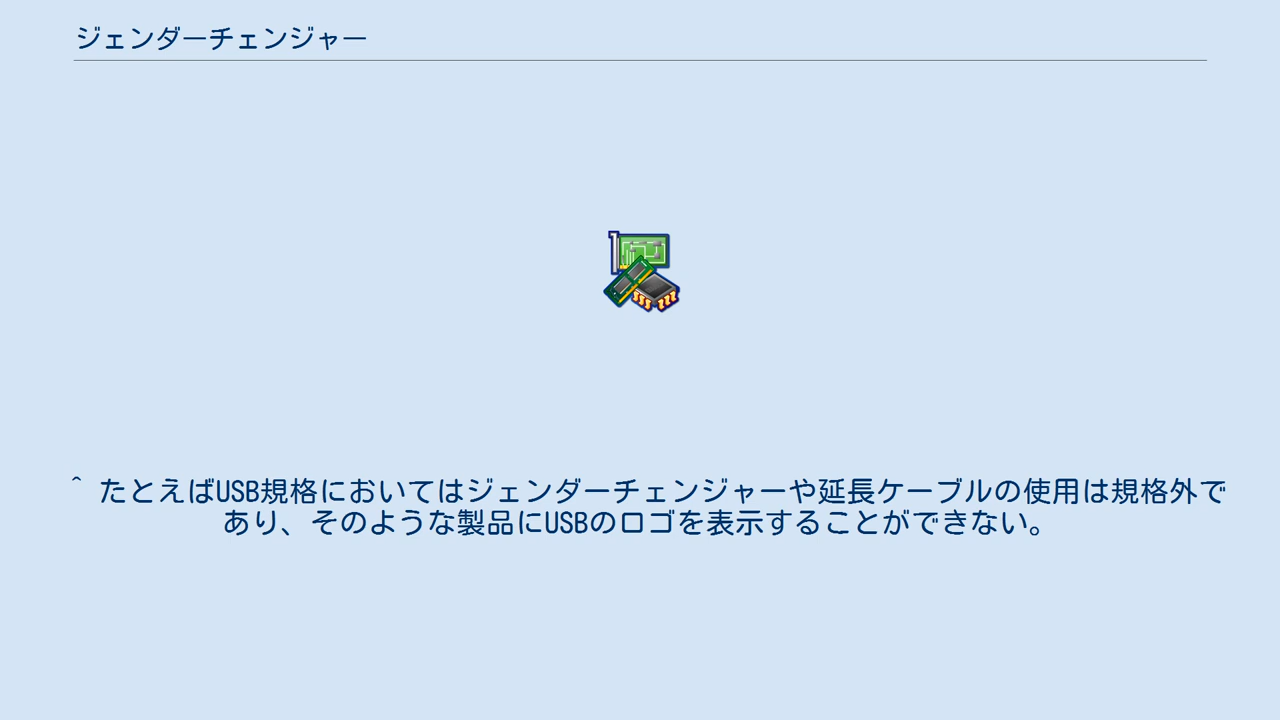 ジェンダーチェンジャー
^ たとえばUSB規格においてはジェンダーチェンジャーや延長ケーブルの使用は規格外で
あり、そのような製品にUSBのロゴを表示することができない。